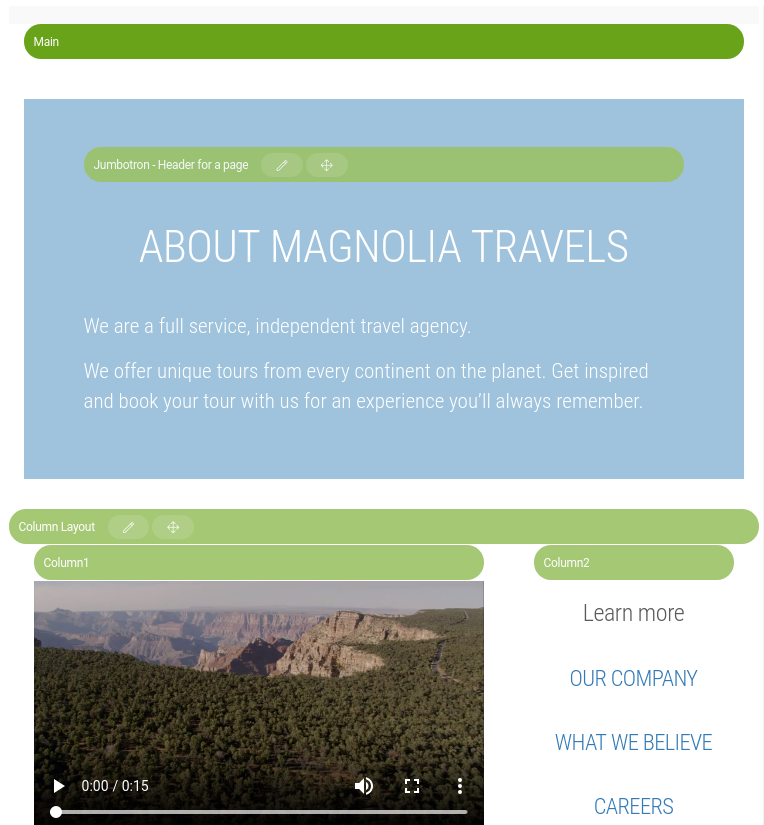 Main
Jumbotron - Header for a page
ABOUT MAGNOLIA TRAVELS
We are a full service, independent travel agency.
We offer unique tours from every continent on the planet. Get inspired
and book your tour with us for an experience you’ll always remember.
Column Layout
Column1
Column2
Learn more
OUR COMPANY
WHAT WE BELIEVE
CAREERS
0:00 / 0:15